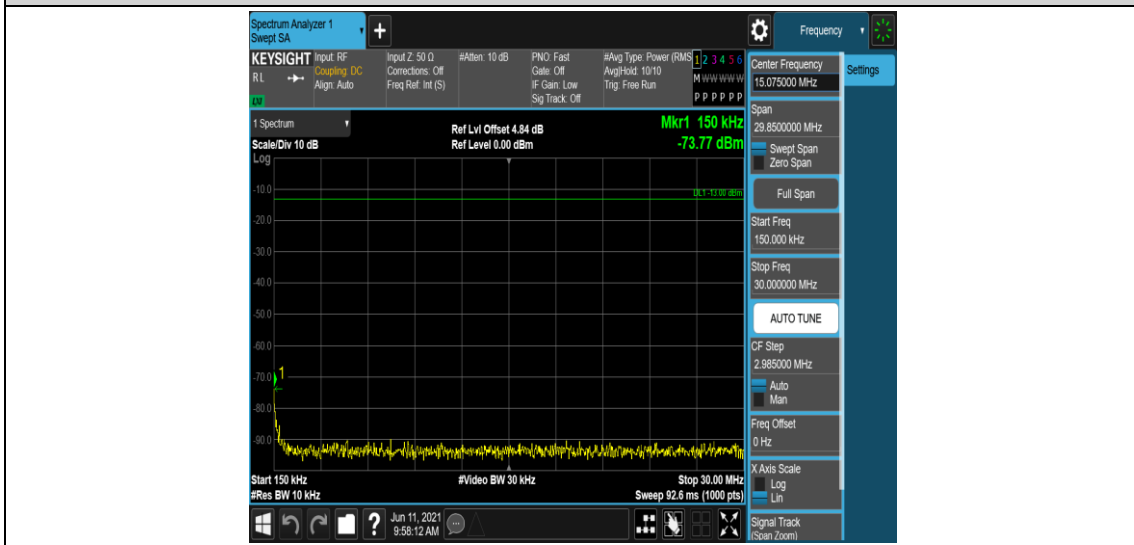 Spectrum Analyzer 1
Swept SA
+
Frequency
KEYSIGHT Input: RF Input Z: 50 Ω #Atten: 10 dB PNO: Fast #Avg Type: Power (RMS 1 2 3 4 5 6
RL Coupling: DC Corrections: Off Gate: Off Avg|Hold: 10/10 M W W W W W
Align: Auto Freq Ref: Int (S) IF Gain: Low Trig: Free Run
Sig Track: Off P P P P P P
1 Spectrum
Ref Lvl Offset 4.84 dB Mkr1 150 kHz
Scale/Div 10 dB Ref Level 0.00 dBm -73.77 dBm
Log
-10.0
DL1 -13.00 dBm
-20.0
-30.0
-40.0
-50.0
-60.0
-70.0
1
-80.0
-90.0
Start 150 kHz #Video BW 30 kHz Stop 30.00 MHz
#Res BW 10 kHz Sweep 92.6 ms (1000 pts)
Center Frequency
15.075000 MHz
Settings
Span
29.8500000 MHz
Swept Span
Zero Span
Full Span
Start Freq
150.000 kHz
Stop Freq
30.000000 MHz
AUTO TUNE
CF Step
2.985000 MHz
Auto
Man
Freq Offset
0 Hz
X Axis Scale
Log
Lin
Signal Track
(Span Zoom)
? Jun 11, 2021
9:58:12 AM